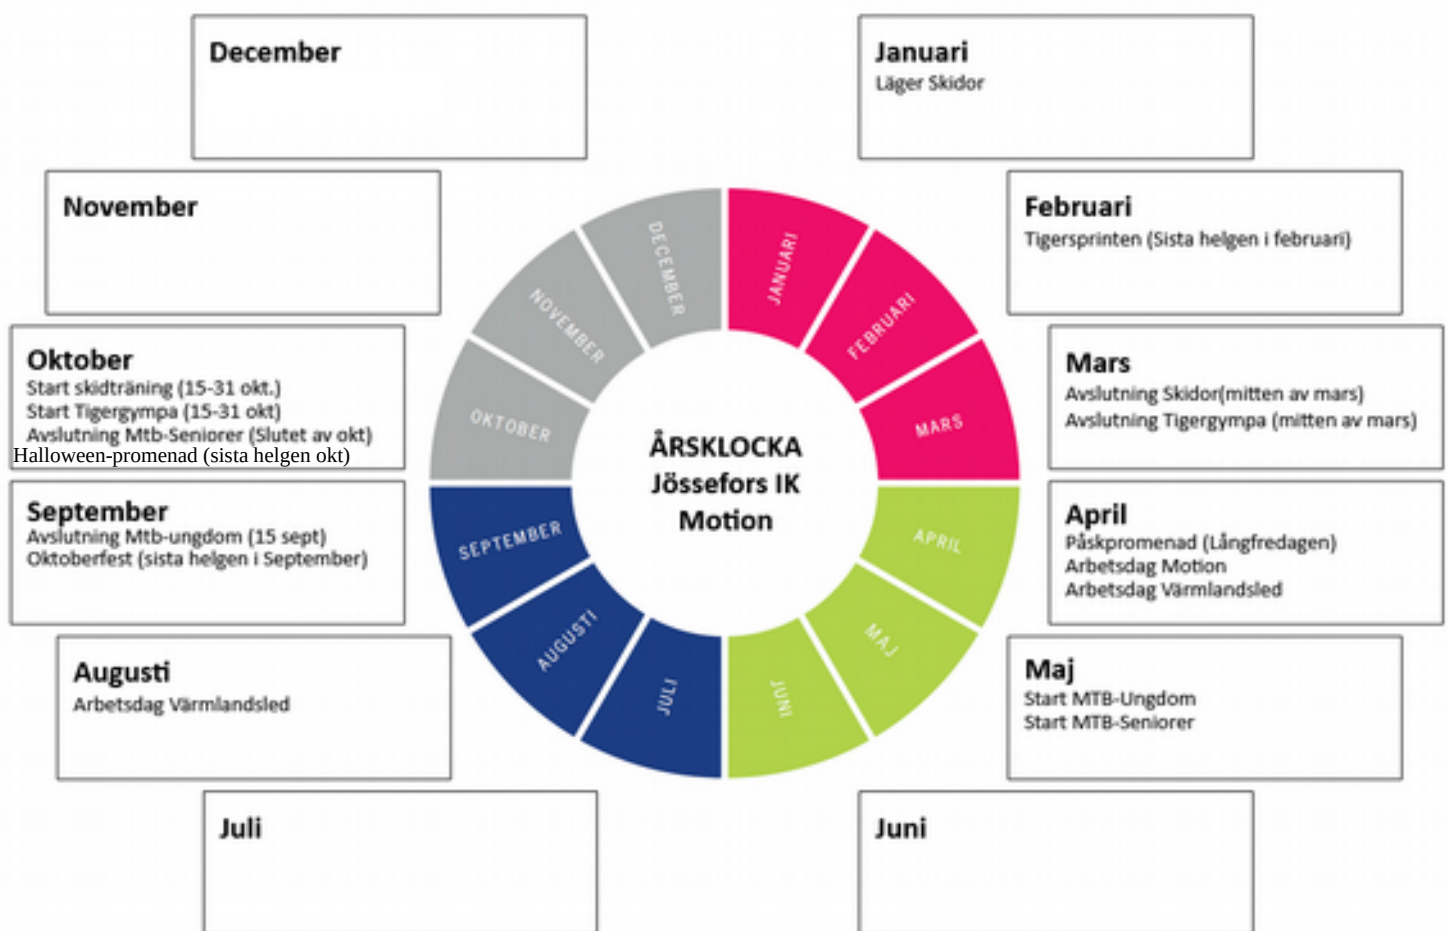 December
Januari
Läger Skidor
November
Februari
Tigersprinten (Sista helgen i februari)
Oktober
Start skidträning (15-31 okt.)
Start Tigergympa (15-31 okt)
Avslutning Mtb-Seniorer (Slutet av okt)
Halloween-promenad (sista helgen okt)
Mars
Avslutning Skidor(mitten av mars)
Avslutning Tigergympa (mitten av mars)
September
Avslutning Mtb-ungdom (15 sept)
Oktoberfest (sista helgen i September)
April
Påskpromenad (Långfredagen)
Arbetsdag Motion
Arbetsdag Värmlandsled
Augusti
Arbetsdag Värmlandsled
Maj
Start MTB-Ungdom
Start MTB-Seniorer
Juli
Juni
ÅRSKLOCKA
Jössefors IK
Motion
JANUARI
FEBRUARI
MARS
APRIL
MAJ
JUNI
JULI
AUGUSTI
SEPTEMBER
OKTOBER
NOVEMBER
DECEMBER